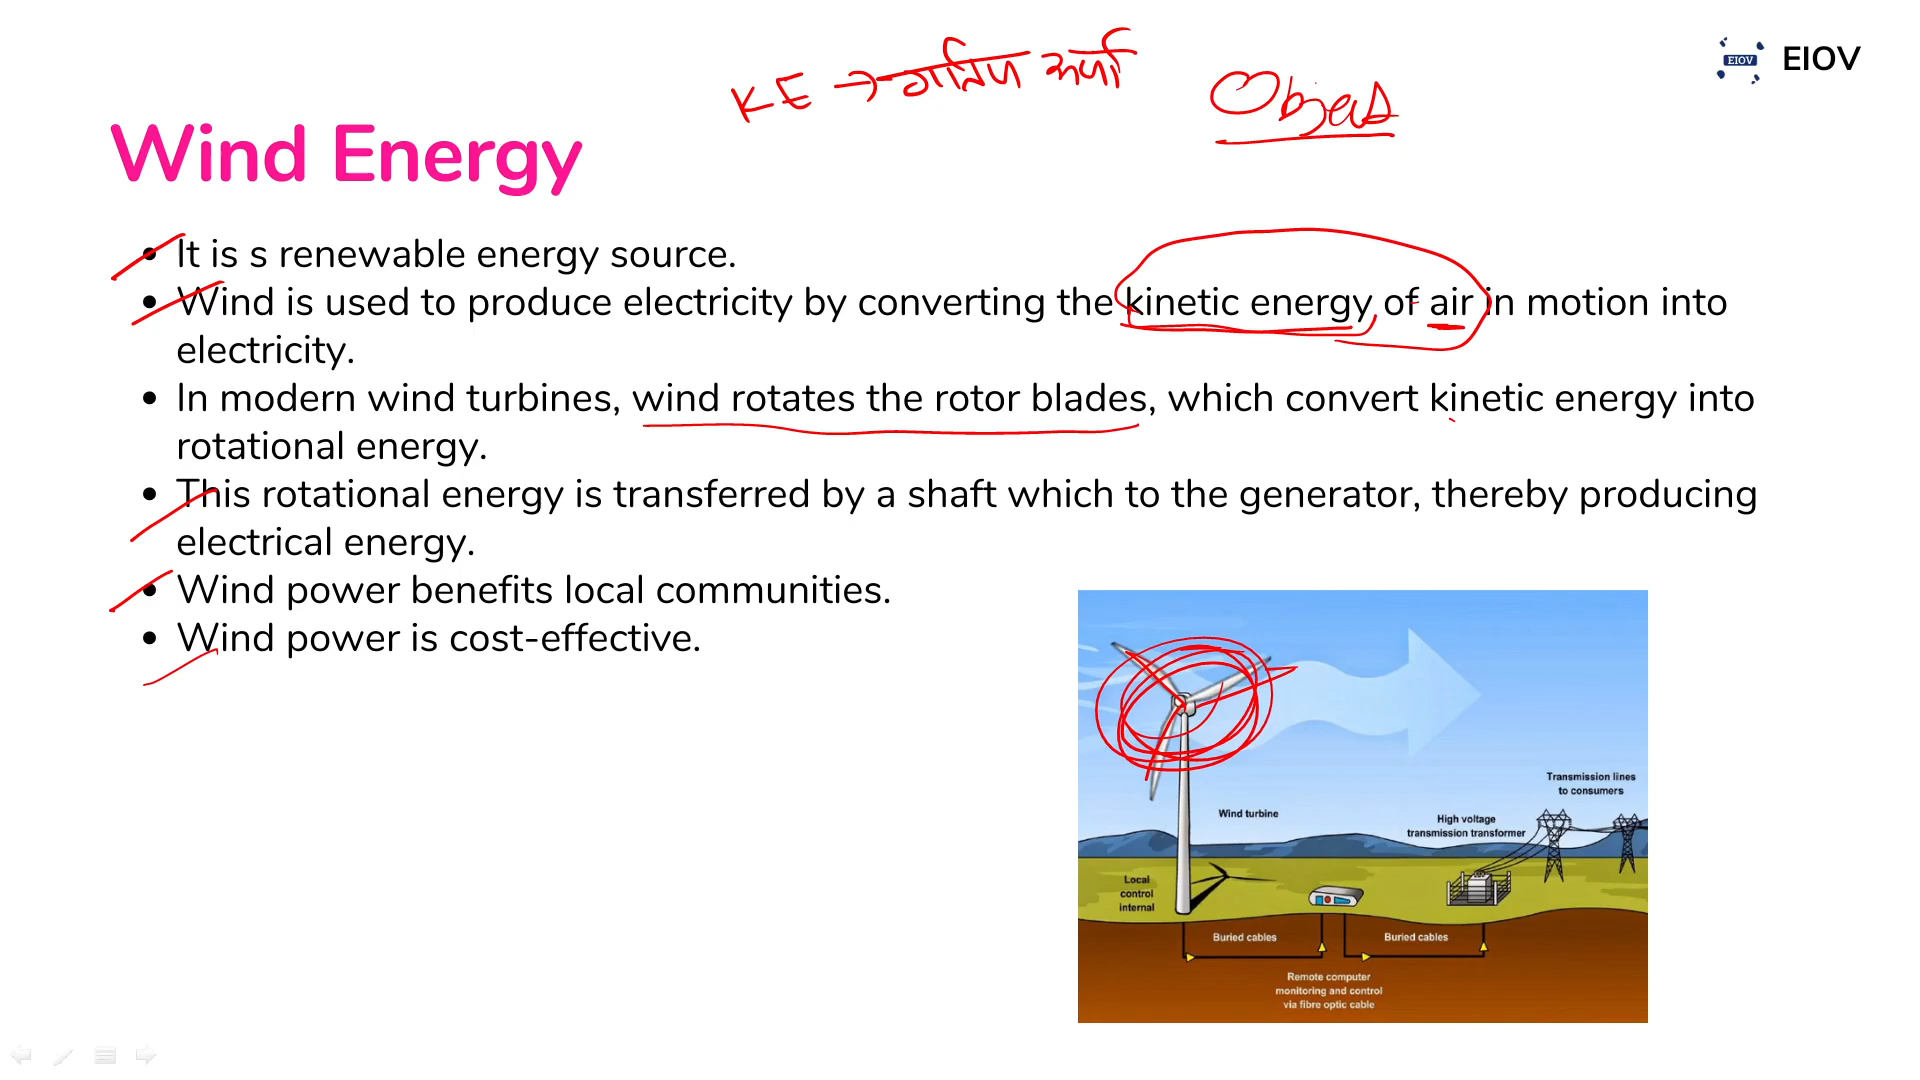 KE → गतिज ऊर्जा
EIOV
EIOV
Wind Energy
• It is s renewable energy source.
• Wind is used to produce electricity by converting the kinetic energy of air in motion into
electricity.
• In modern wind turbines, wind rotates the rotor blades, which convert kinetic energy into
rotational energy.
• This rotational energy is transferred by a shaft which to the generator, thereby producing
electrical energy.
• Wind power benefits local communities.
• Wind power is cost-effective.
Transmission lines
to consumers
Wind turbine
High voltage
transmission transformer
Local
control
internal
Buried cables
Buried cables
Remote computer
monitoring and control
via fibre optic cable